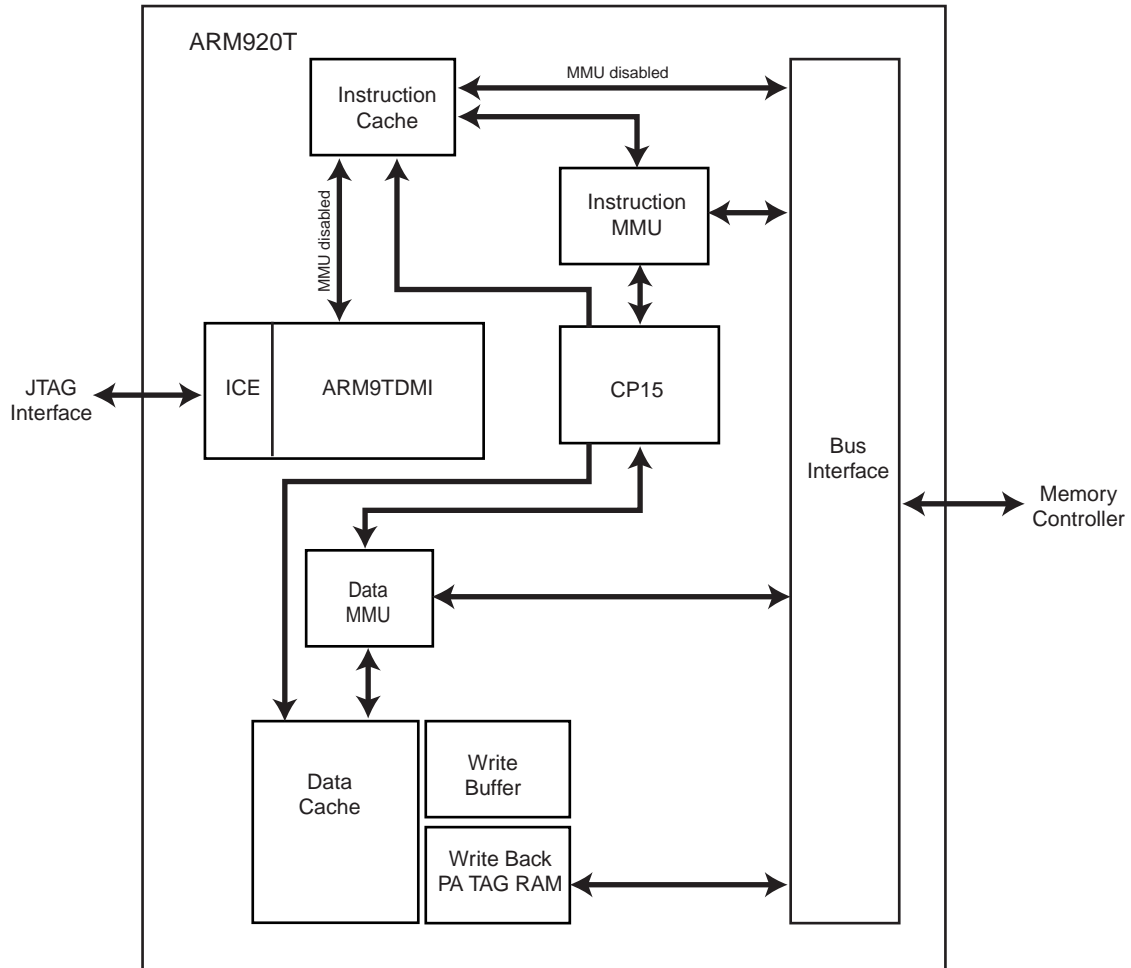 ARM920T
Instruction
Cache
MMU disabled
Instruction
MMU
MMU disabled
JTAG
Interface
ICE
ARM9TDMI
CP15
Bus
Interface
Memory
Controller
Data
MMU
Data
Cache
Write
Buffer
Write Back
PA TAG RAM